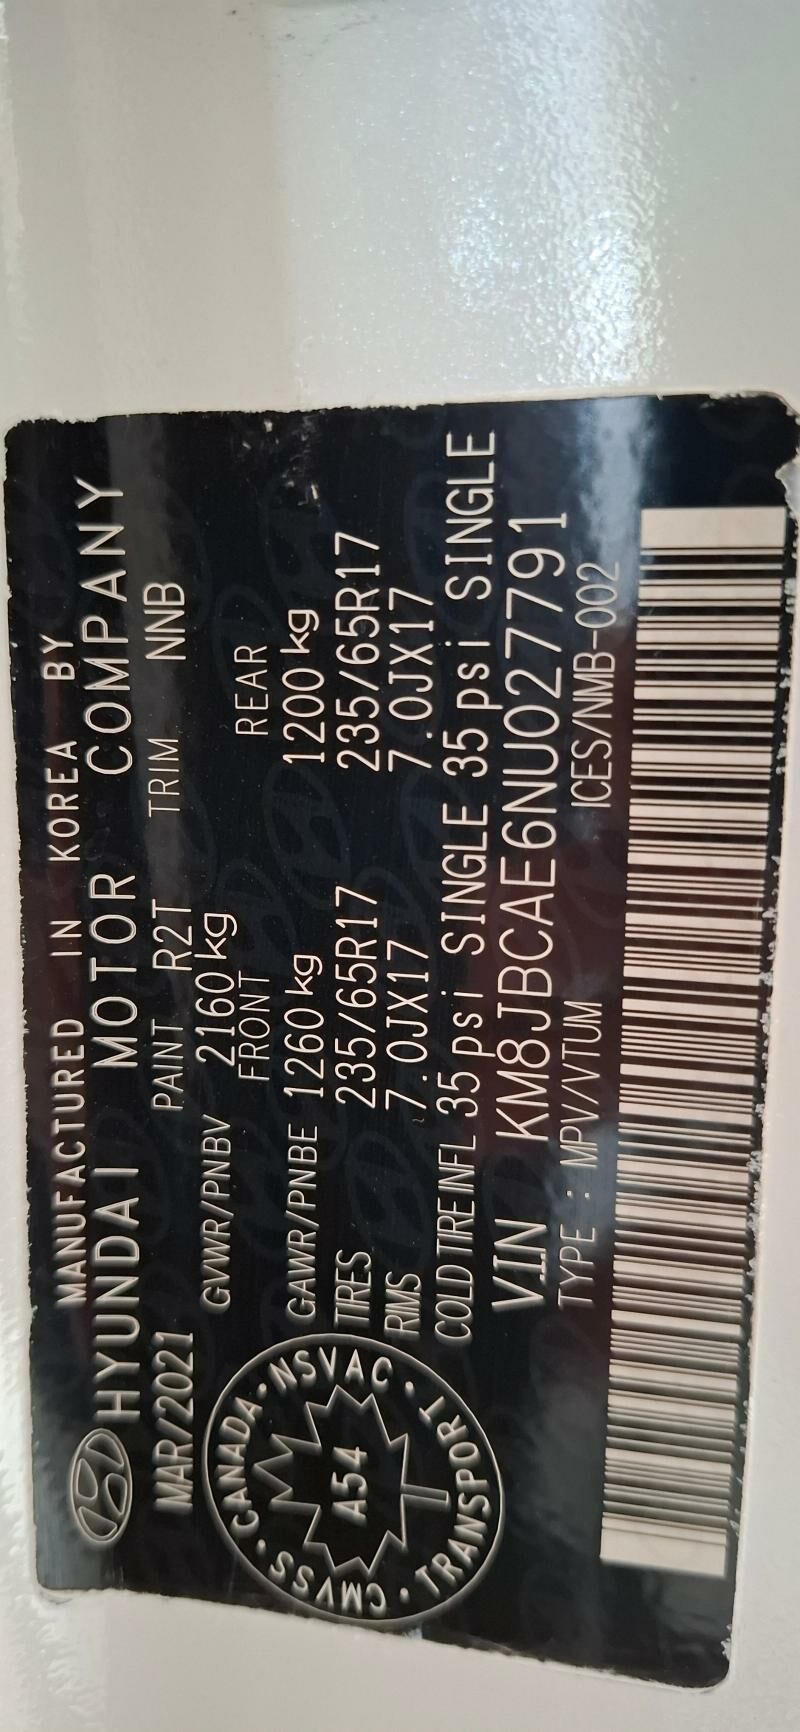 MANUFACTURED IN KOREA BY
HYUNDAI MOTOR COMPANY
MAR/2021 PAINT R2T TRIM NNB
GVWR/PNBV 2160 kg
FRONT REAR
GAWR/PNBE 1260 kg 1200 kg
TIRES 235/65R17 235/65R17
RIMS 7.0JX17 7.0JX17
COLD TIRE INFL 35 psi SINGLE 35 psi SINGLE
VIN KM8JBCAE6NU027791
TYPE : MPV/VTUM ICES/NMB-002
CMVSS · CANADA · NSVAC · TRANSPORT ·
A54